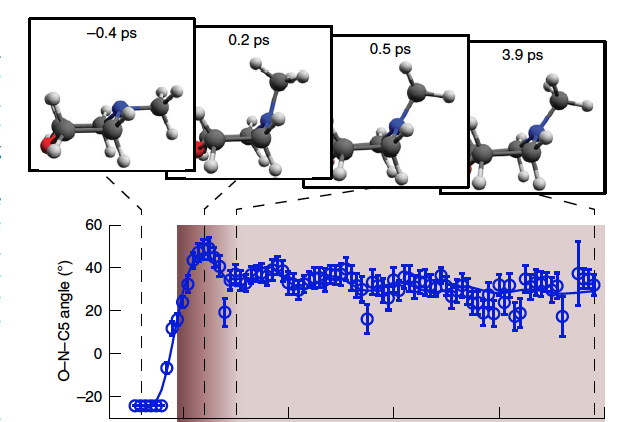 –0.4 ps
0.2 ps
0.5 ps
3.9 ps
60
40
20
0
–20
O–N–C5 angle (°)